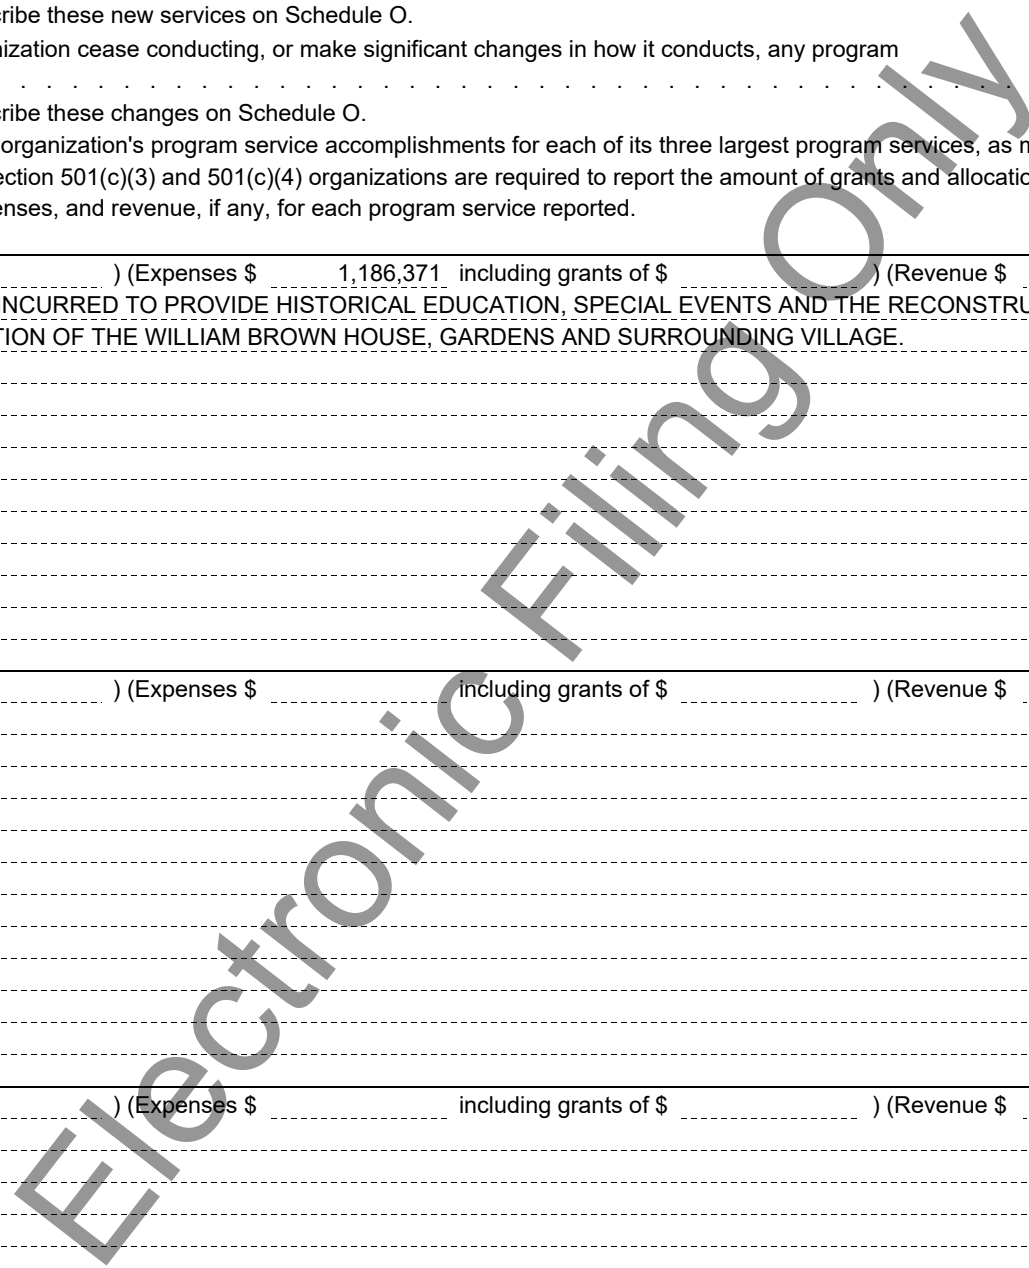 cribe these new services on Schedule O.
nization cease conducting, or make significant changes in how it conducts, any program
. . . . . . . . . . . . . . . . . . . . . . . . . . . . . . . . . . . . . . .
cribe these changes on Schedule O.
organization's program service accomplishments for each of its three largest program services, as m
ection 501(c)(3) and 501(c)(4) organizations are required to report the amount of grants and allocatio
enses, and revenue, if any, for each program service reported.
) (Expenses $ 1,186,371 including grants of $ ) (Revenue $
NCURRED TO PROVIDE HISTORICAL EDUCATION, SPECIAL EVENTS AND THE RECONSTRU
TION OF THE WILLIAM BROWN HOUSE, GARDENS AND SURROUNDING VILLAGE.
) (Expenses $ including grants of $ ) (Revenue $
) (Expenses $ including grants of $ ) (Revenue $
Electronic Filing Only